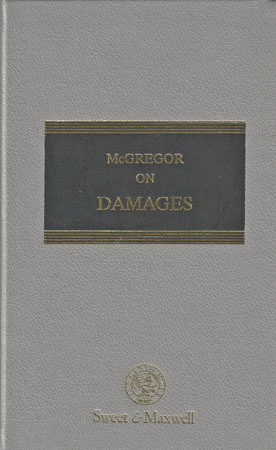 McGREGOR
ON
DAMAGES
Sweet & Maxwell